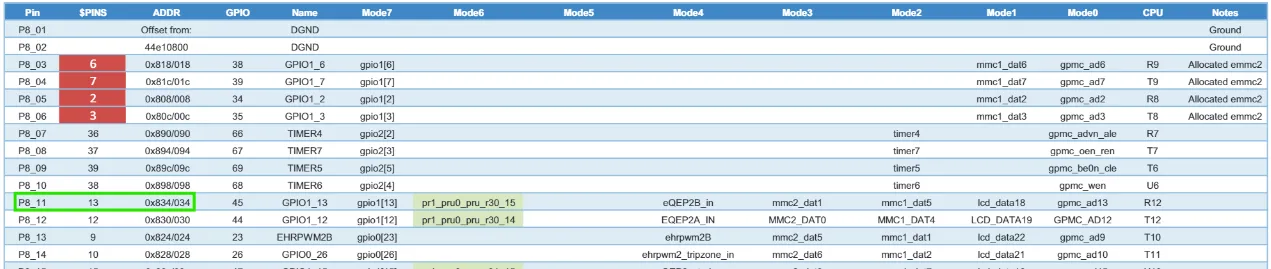 Pin $PINS ADDR GPIO Name Mode7 Mode6 Mode5 Mode4 Mode3 Mode2 Mode1 Mode0 CPU Notes
P8_01 Offset from: DGND Ground
P8_02 44e10800 DGND Ground
P8_03 6 0x818/018 38 GPIO1_6 gpio1[6] mmc1_dat6 gpmc_ad6 R9 Allocated emmc2
P8_04 7 0x81c/01c 39 GPIO1_7 gpio1[7] mmc1_dat7 gpmc_ad7 T9 Allocated emmc2
P8_05 2 0x808/008 34 GPIO1_2 gpio1[2] mmc1_dat2 gpmc_ad2 R8 Allocated emmc2
P8_06 3 0x80c/00c 35 GPIO1_3 gpio1[3] mmc1_dat3 gpmc_ad3 T8 Allocated emmc2
P8_07 36 0x890/090 66 TIMER4 gpio2[2] timer4 gpmc_advn_ale R7
P8_08 37 0x894/094 67 TIMER7 gpio2[3] timer7 gpmc_oen_ren T7
P8_09 39 0x89c/09c 69 TIMER5 gpio2[5] timer5 gpmc_be0n_cle T6
P8_10 38 0x898/098 68 TIMER6 gpio2[4] timer6 gpmc_wen U6
P8_11 13 0x834/034 45 GPIO1_13 gpio1[13] pr1_pru0_pru_r30_15 eQEP2B_in mmc2_dat1 mmc1_dat5 lcd_data18 gpmc_ad13 R12
P8_12 12 0x830/030 44 GPIO1_12 gpio1[12] pr1_pru0_pru_r30_14 EQEP2A_IN MMC2_DAT0 MMC1_DAT4 LCD_DATA19 GPMC_AD12 T12
P8_13 9 0x824/024 23 EHRPWM2B gpio0[23] ehrpwm2B mmc2_dat5 mmc1_dat1 lcd_data22 gpmc_ad9 T10
P8_14 10 0x828/028 26 GPIO0_26 gpio0[26] ehrpwm2_tripzone_in mmc2_dat6 mmc1_dat2 lcd_data21 gpmc_ad10 T11